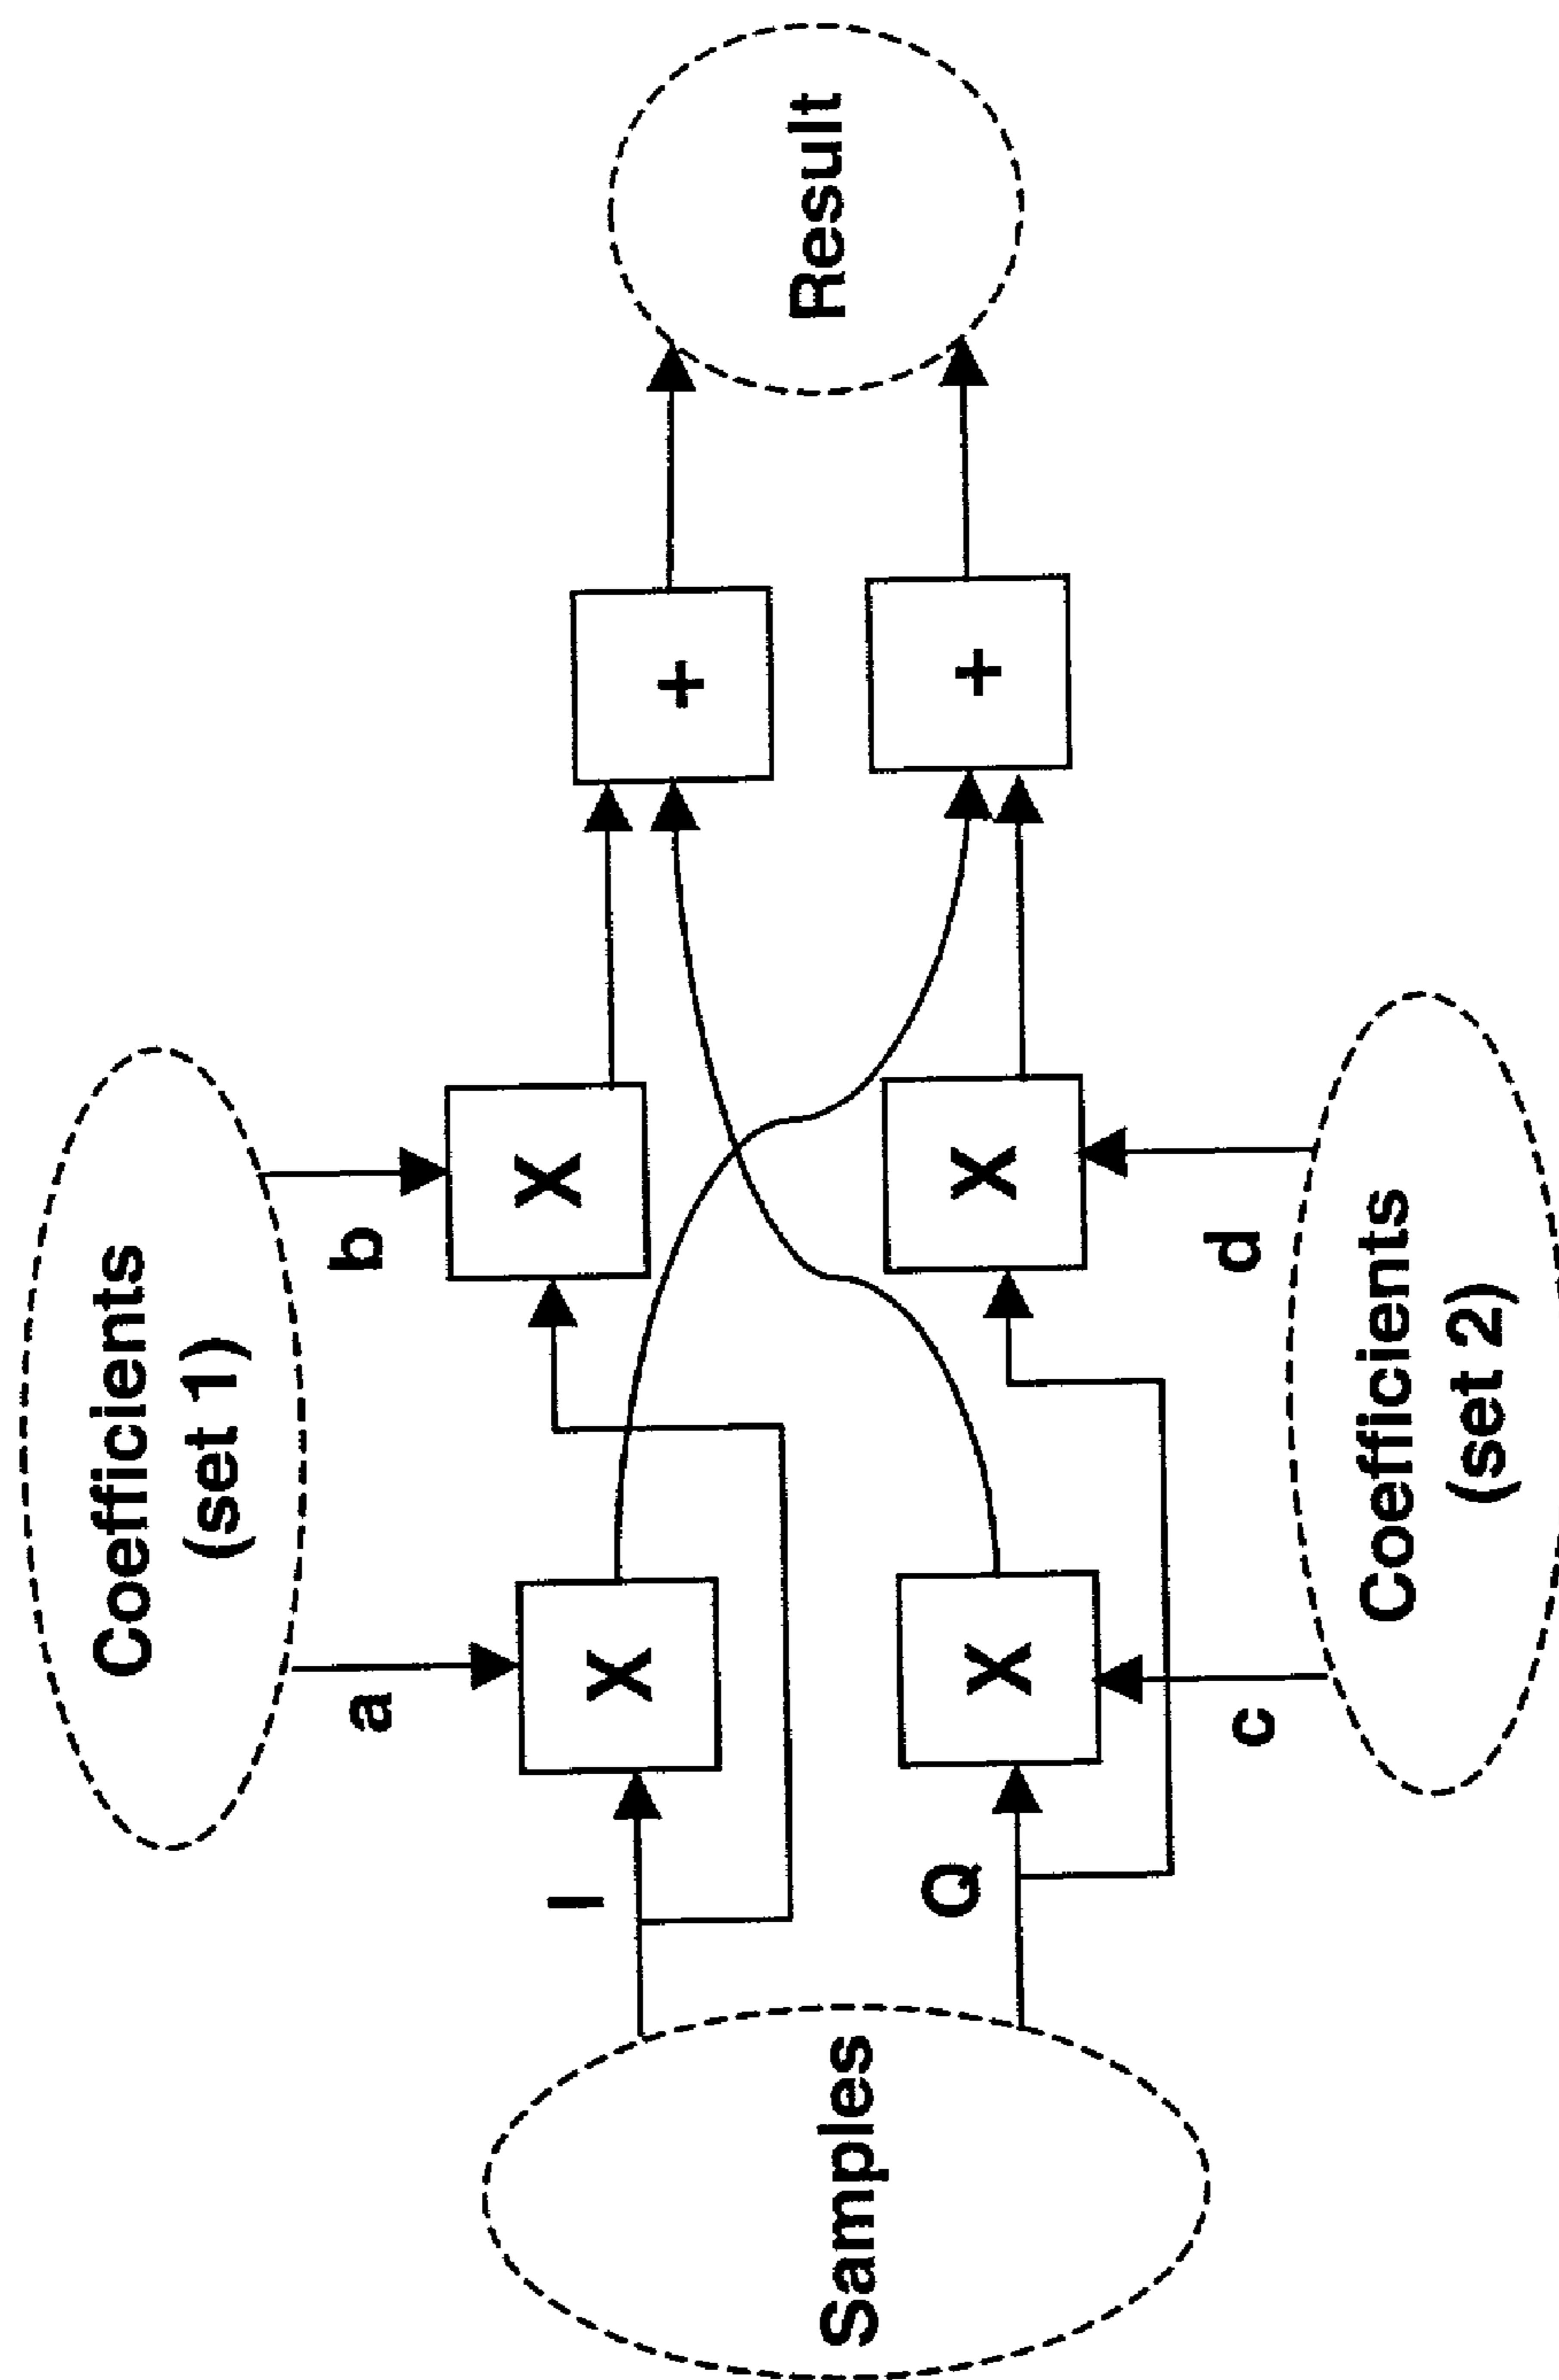 Coefficients
(set 1)
a
b
I
X
X
+
Samples
Result
Q
X
X
+
c
d
Coefficients
(set 2)